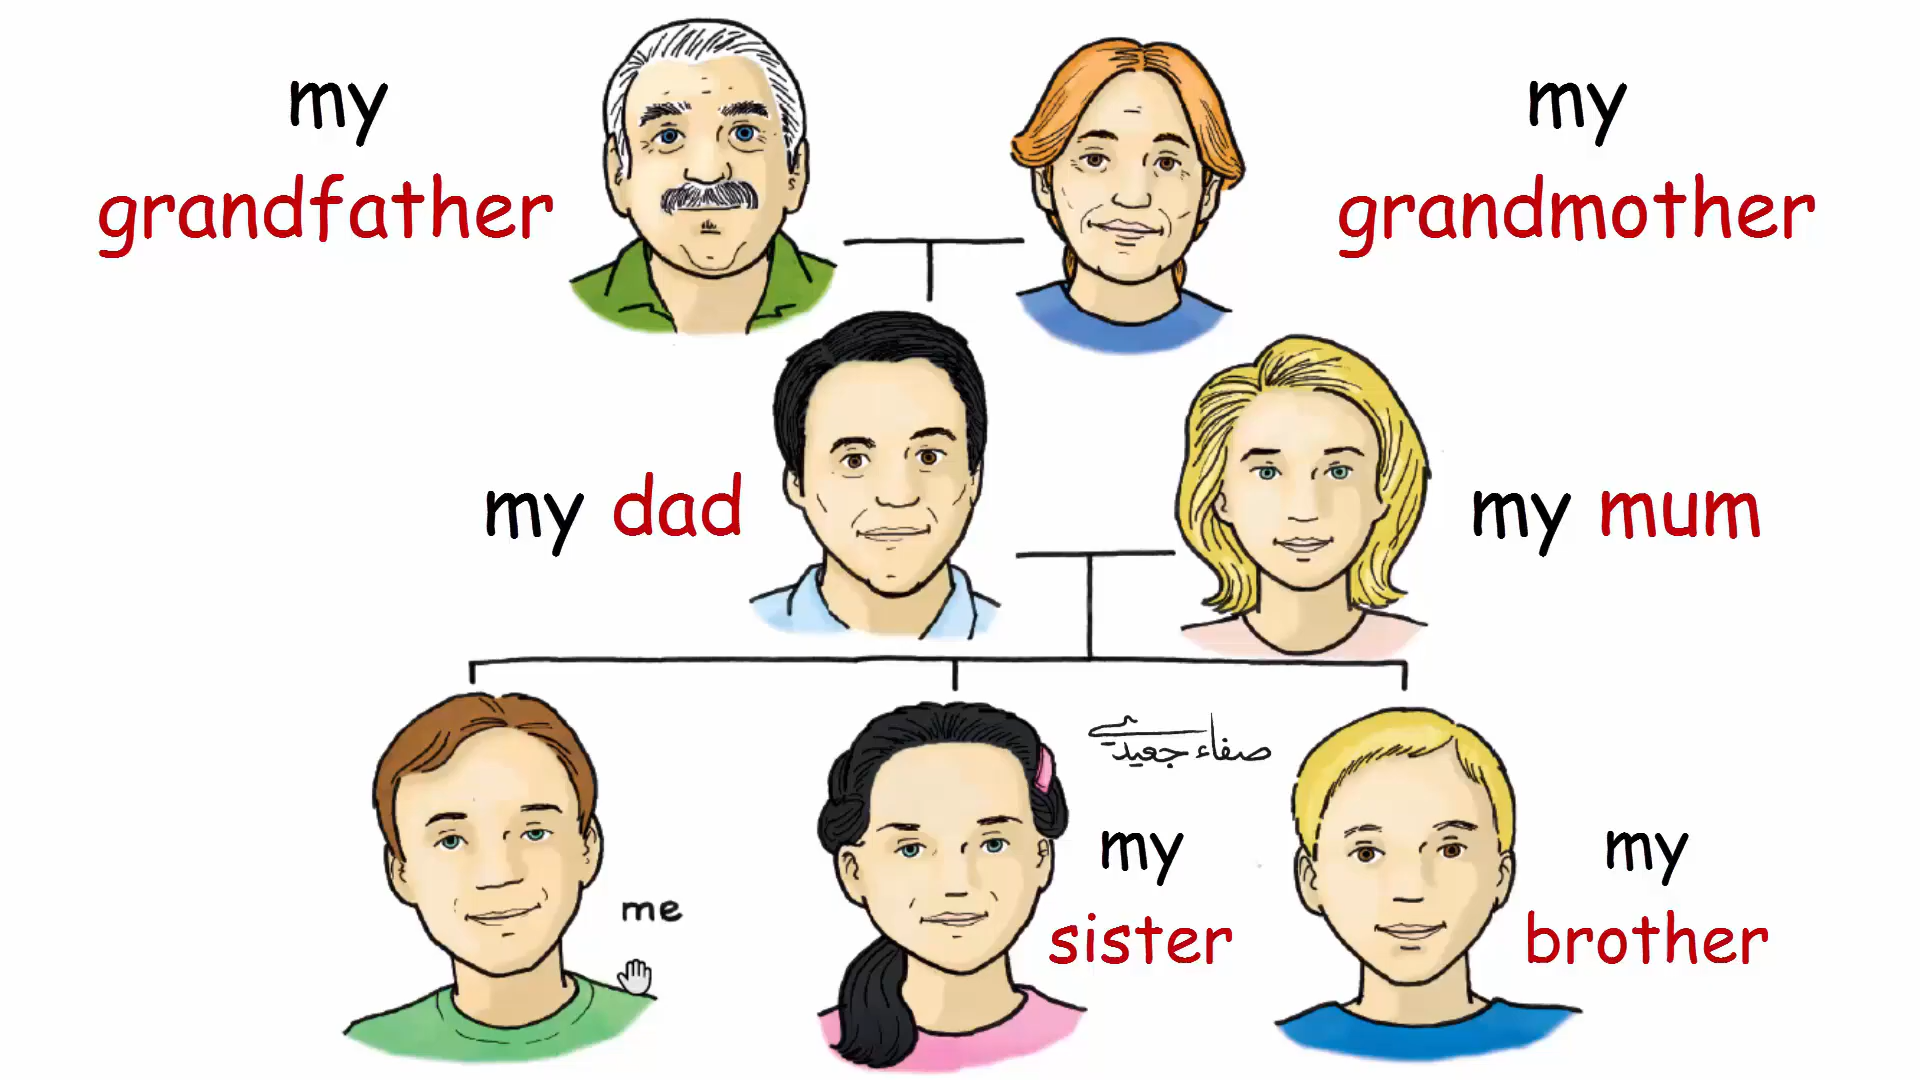 my
grandfather
my
grandmother
my dad
my mum
me
صفاء جعيدي
my
sister
my
brother